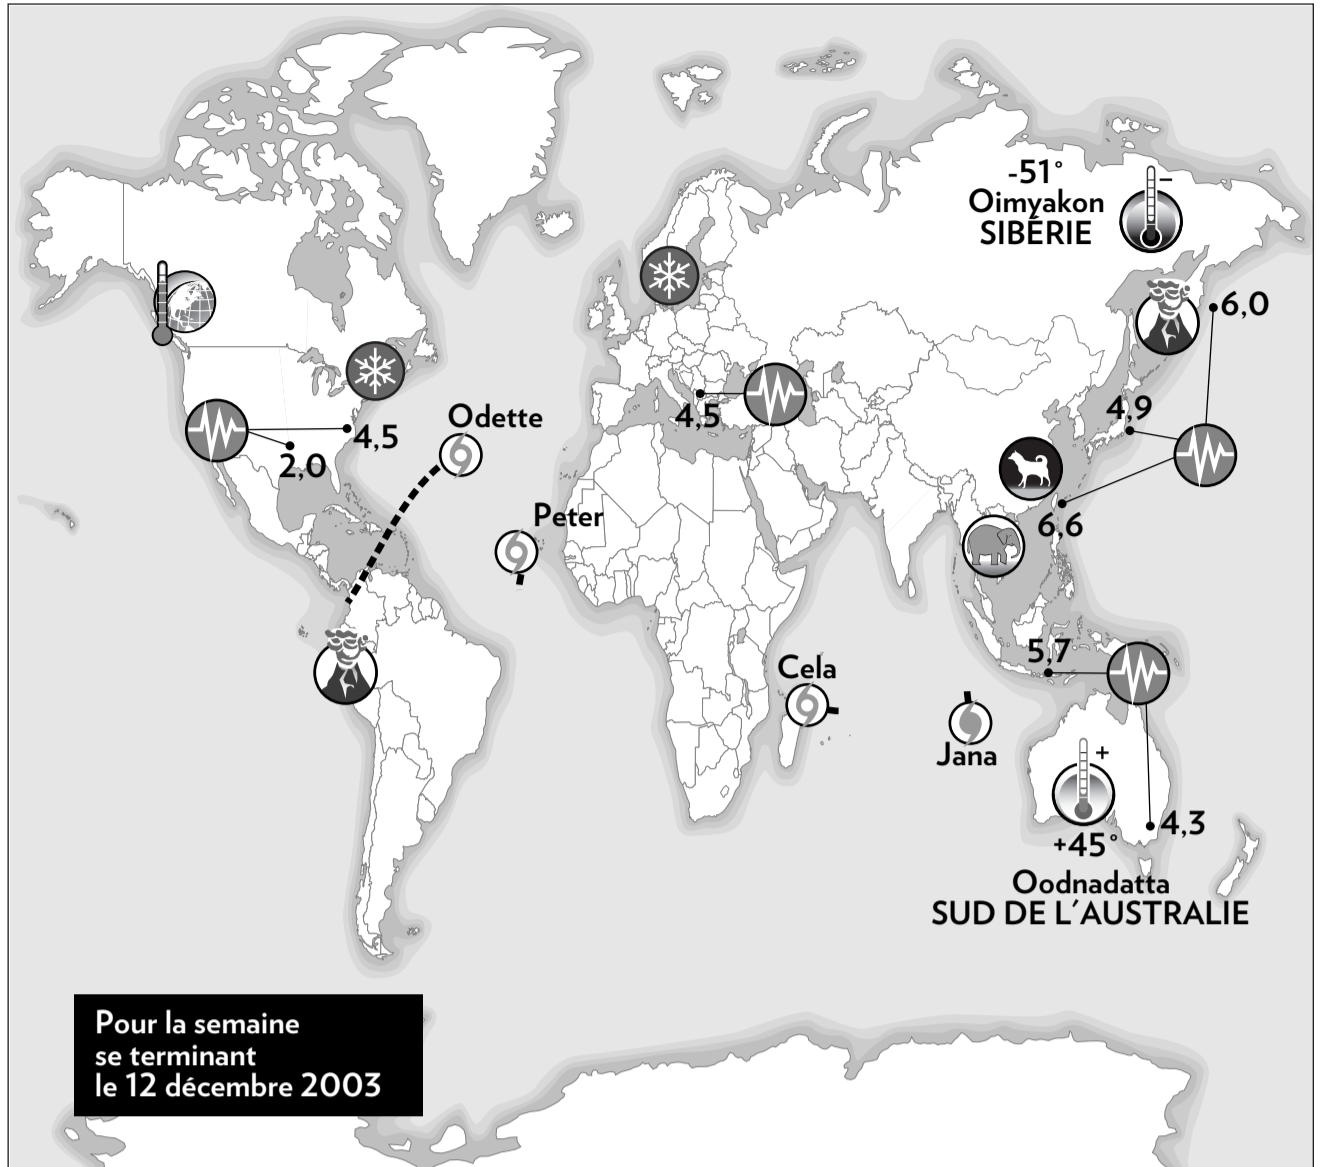 -51°
Oimyakon
SIBÉRIE
–
6,0
4,5
4,9
Odette
4,5
2,0
Peter
6,6
5,7
Cela
Jana
+
4,3
+45°
Oodnadatta
SUD DE L'AUSTRALIE
Pour la semaine
se terminant
le 12 décembre 2003